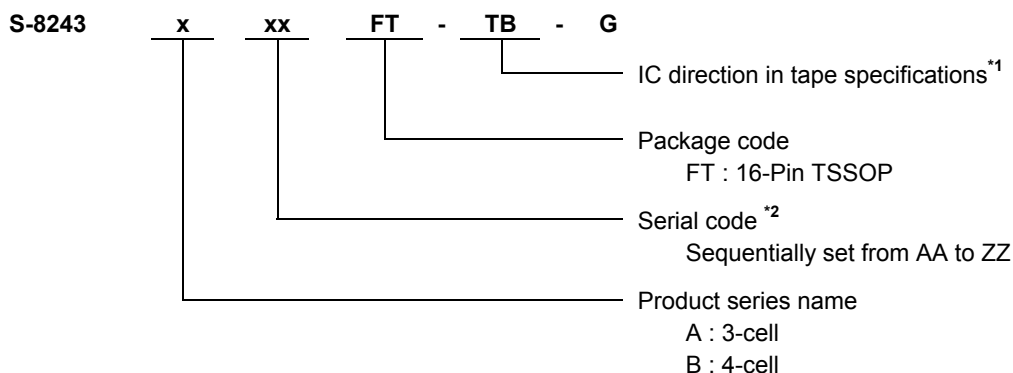 S-8243 x xx FT - TB - G
IC direction in tape specifications*1
Package code
FT : 16-Pin TSSOP
Serial code *2
Sequentially set from AA to ZZ
Product series name
A : 3-cell
B : 4-cell